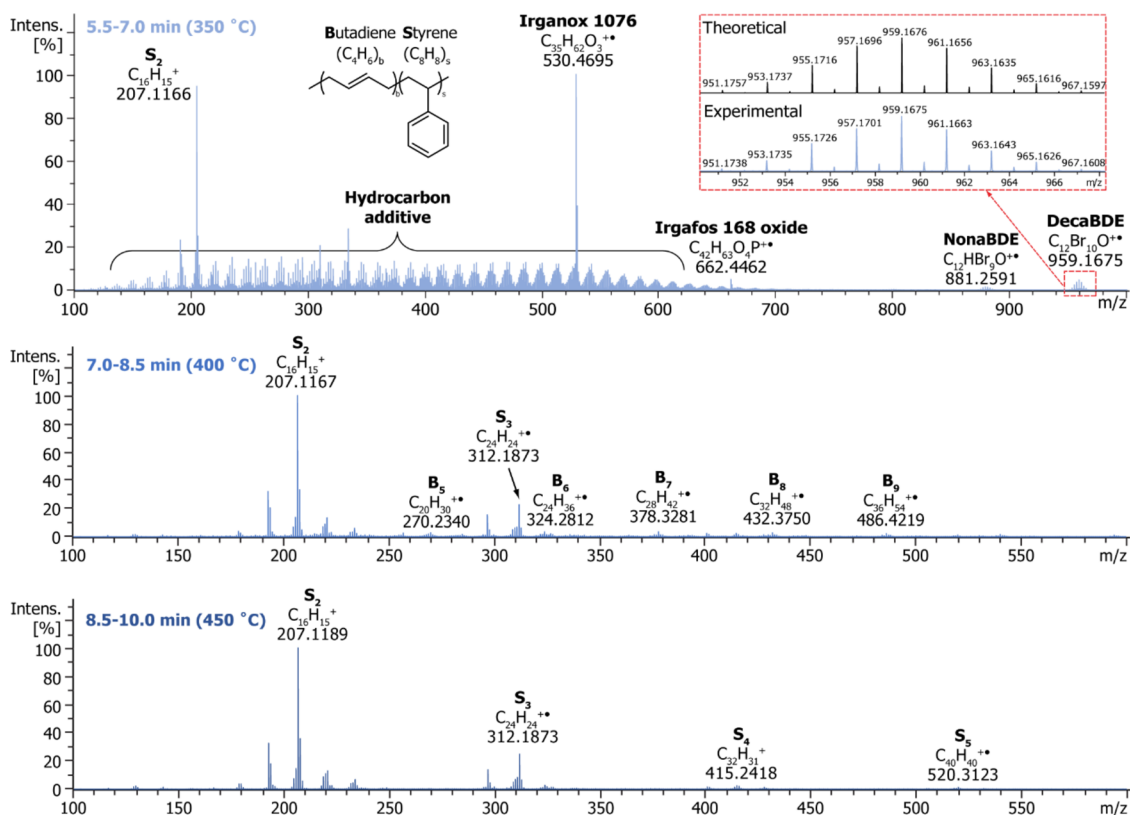 Intens.
[%]
5.5-7.0 min (350 °C)
S₂
C₁₆H₁₅⁺
207.1166
Butadiene Styrene
(C₄H₆)b (C₈H₈)s
b
s
Irganox 1076
C₃₅H₆₂O₃⁺•
530.4695
Hydrocarbon
additive
Irgafos 168 oxide
C₄₂H₆₃O₄P⁺•
662.4462
NonaBDE
C₁₂HBr₉O⁺•
881.2591
DecaBDE
C₁₂Br₁₀O⁺•
959.1675
Theoretical
951.1757 953.1737 955.1716 957.1696 959.1676 961.1656 963.1635 965.1616 967.1597
Experimental
951.1738 953.1735 955.1726 957.1701 959.1675 961.1663 963.1643 965.1626 967.1608
952 954 956 958 960 962 964 966 m/z
100
80
60
40
20
0
100 200 300 400 500 600 700 800 900 m/z
Intens.
[%]
7.0-8.5 min (400 °C)
S₂
C₁₆H₁₅⁺
207.1167
S₃
C₂₄H₂₄⁺•
312.1873
B₅
C₂₀H₃₀⁺•
270.2340
B₆
C₂₄H₃₆⁺•
324.2812
B₇
C₂₈H₄₂⁺•
378.3281
B₈
C₃₂H₄₈⁺•
432.3750
B₉
C₃₆H₅₄⁺•
486.4219
100
80
60
40
20
0
100 150 200 250 300 350 400 450 500 550 m/z
Intens.
[%]
8.5-10.0 min (450 °C)
S₂
C₁₆H₁₅⁺
207.1189
S₃
C₂₄H₂₄⁺•
312.1873
S₄
C₃₂H₃₁⁺
415.2418
S₅
C₄₀H₄₀⁺•
520.3123
100
80
60
40
20
0
100 150 200 250 300 350 400 450 500 550 m/z